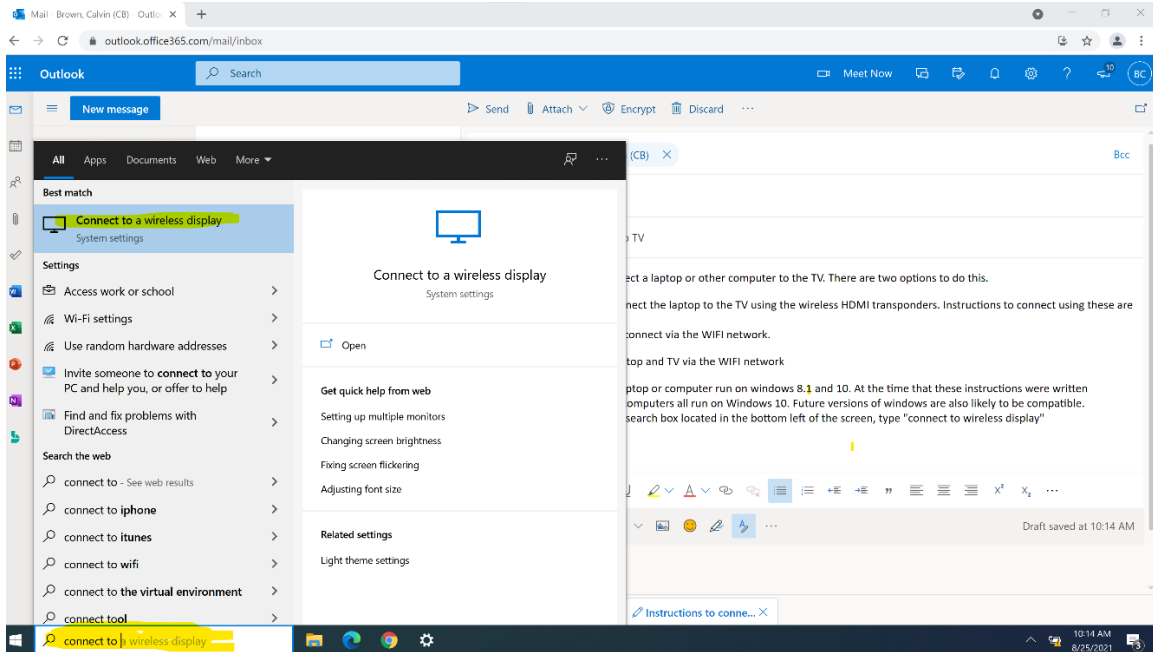 Mail - Brown, Calvin (CB) - Outlo
outlook.office365.com/mail/inbox
Outlook
Search
Meet Now
10
BC
New message
Send
Attach
Encrypt
Discard
All
Apps
Documents
Web
More
(CB)
Bcc
Best match
Connect to a wireless display
System settings
Settings
Access work or school
Wi-Fi settings
Use random hardware addresses
Invite someone to connect to your
PC and help you, or offer to help
Find and fix problems with
DirectAccess
Search the web
connect to - See web results
connect to iphone
connect to itunes
connect to wifi
connect to the virtual environment
connect tool
connect to a wireless display
Connect to a wireless display
System settings
Open
Get quick help from web
Setting up multiple monitors
Changing screen brightness
Fixing screen flickering
Adjusting font size
Related settings
Light theme settings
TV
ect a laptop or other computer to the TV. There are two options to do this.
nect the laptop to the TV using the wireless HDMI transponders. Instructions to connect using these are
connect via the WIFI network.
top and TV via the WIFI network
ptop or computer run on windows 8.1 and 10. At the time that these instructions were written
omputers all run on Windows 10. Future versions of windows are also likely to be compatible.
search box located in the bottom left of the screen, type "connect to wireless display"
Draft saved at 10:14 AM
Instructions to conne...
10:14 AM
8/25/2021
3